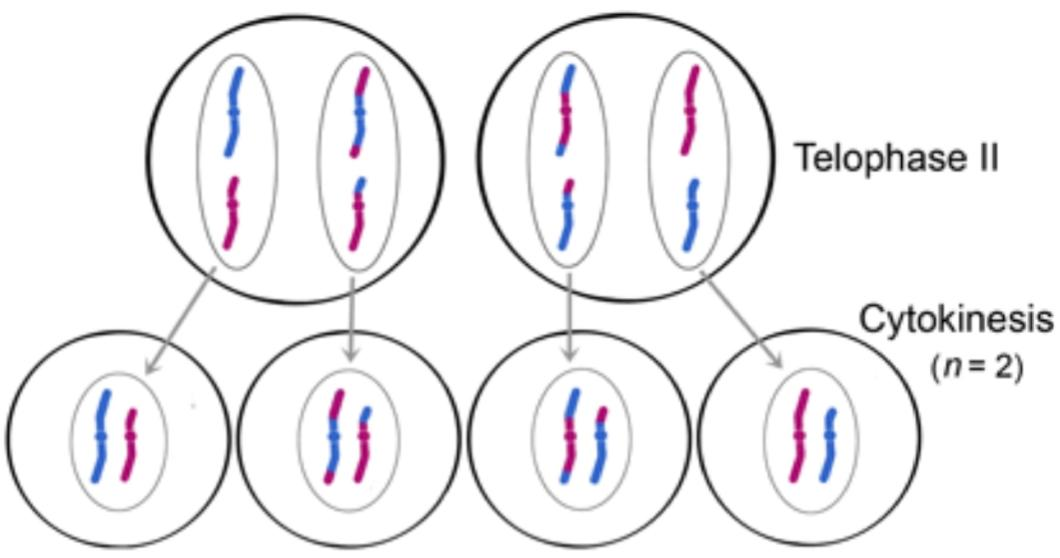 Telophase II
Cytokinesis
(n = 2)